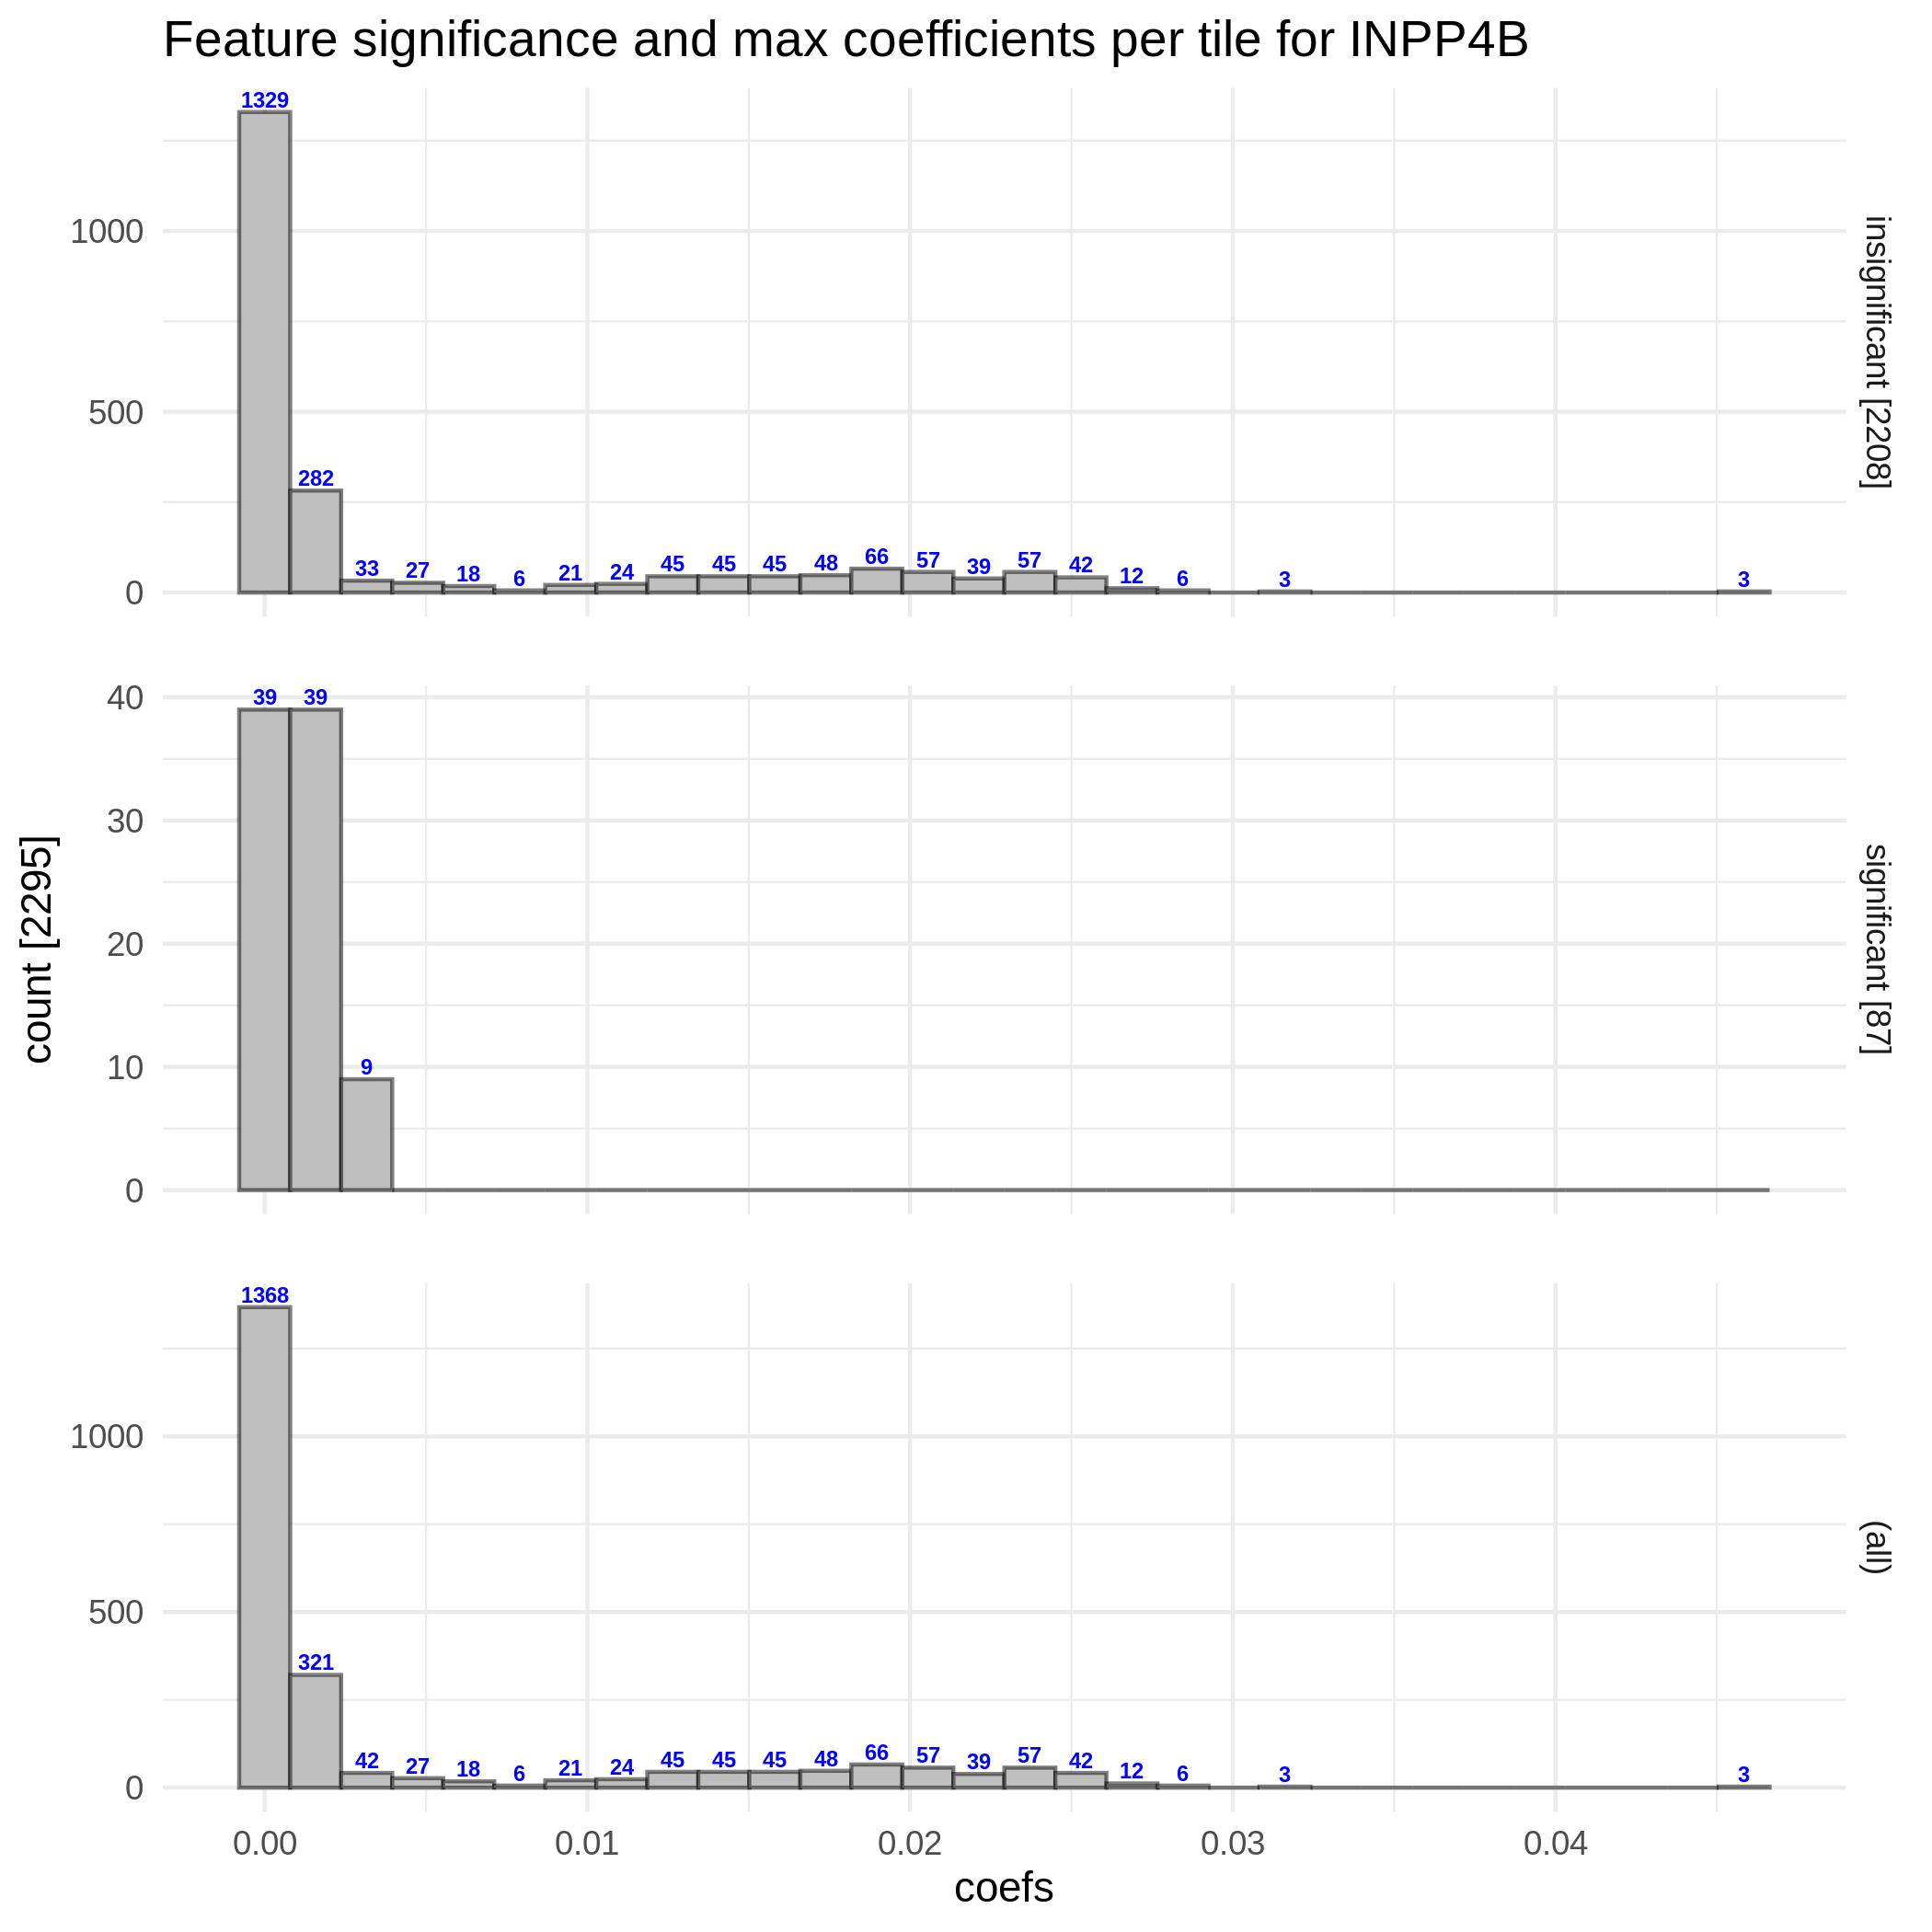 Feature significance and max coefficients per tile for INPP4B
1329
282
33 27 18 6 21 24 45 45 45 48 66 57 39 57 42 12 6 3 3
1000
500
0
insignificant [2208]
39 39
9
40
30
20
10
0
significant [87]
count [2295]
1368
321
42 27 18 6 21 24 45 45 45 48 66 57 39 57 42 12 6 3 3
1000
500
0
(all)
0.00 0.01 0.02 0.03 0.04
coefs